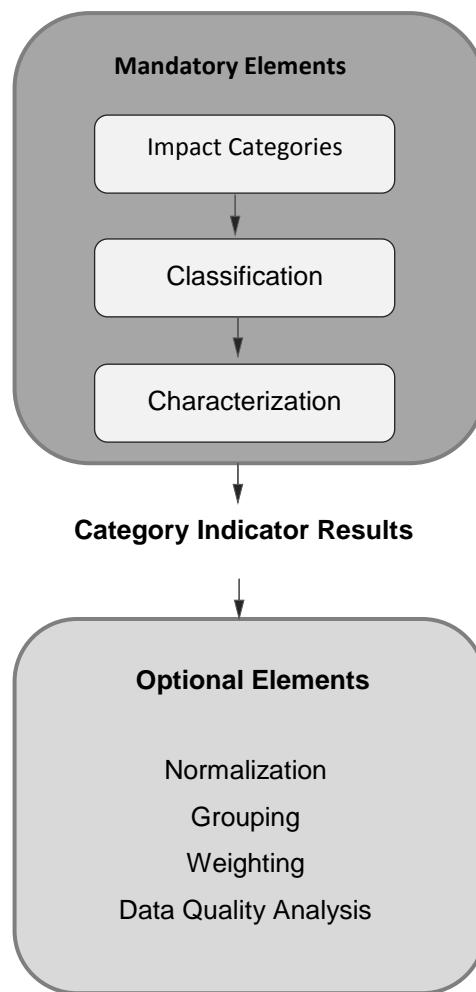 Mandatory Elements
Impact Categories
Classification
Characterization
Category Indicator Results
Optional Elements
Normalization
Grouping
Weighting
Data Quality Analysis